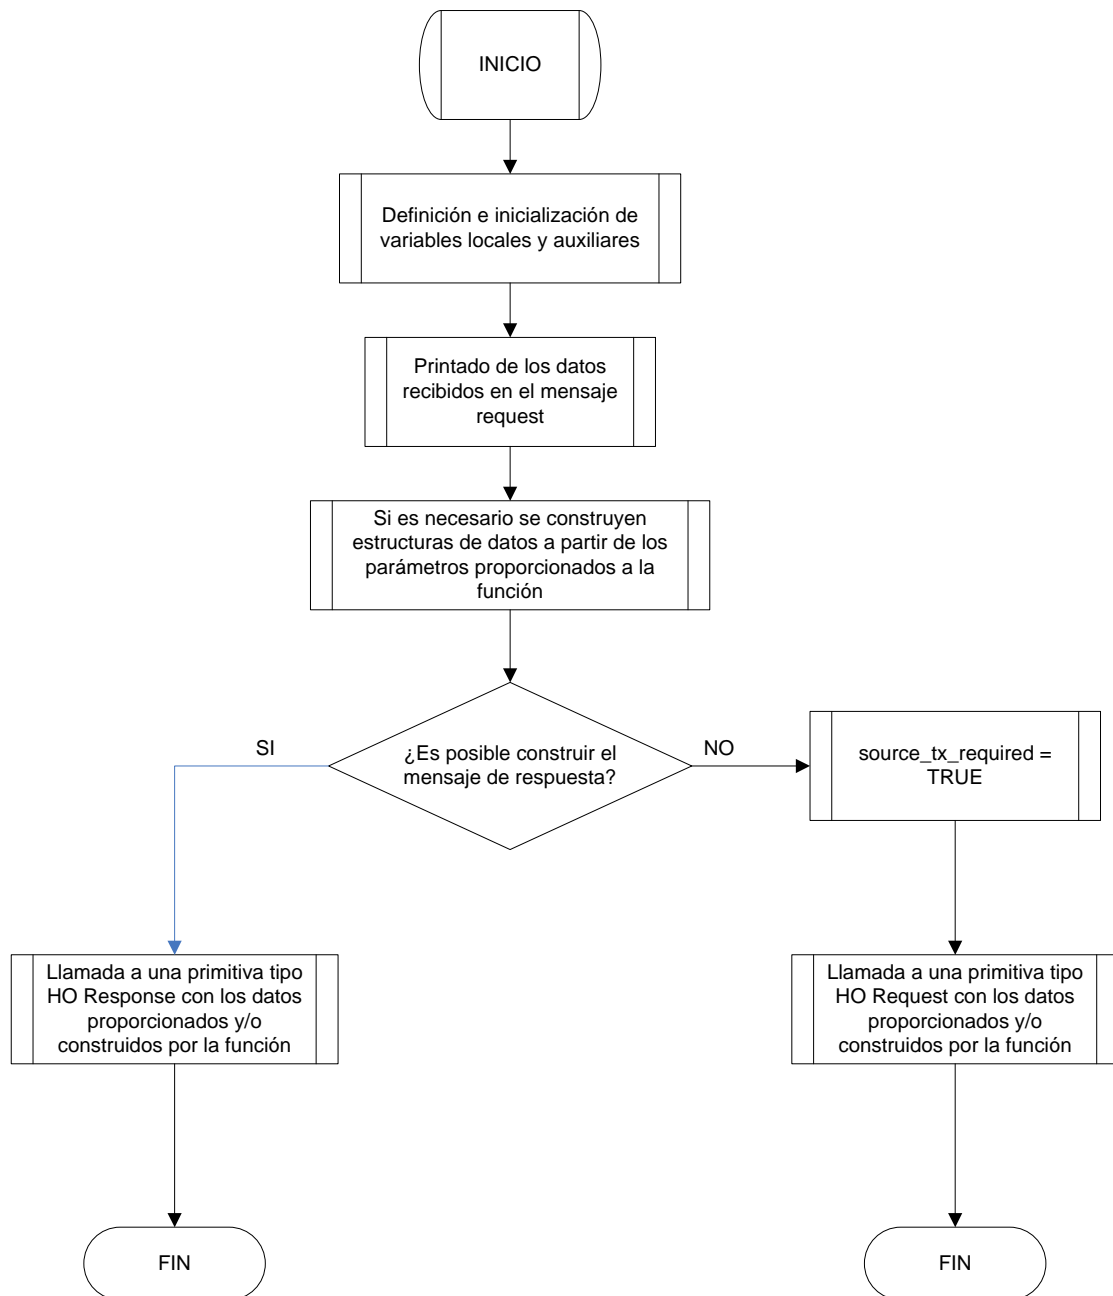 INICIO
Definición e inicialización de
variables locales y auxiliares
Printado de los datos
recibidos en el mensaje
request
Si es necesario se construyen
estructuras de datos a partir de los
parámetros proporcionados a la
función
SI
¿Es posible construir el
mensaje de respuesta?
NO
source_tx_required =
TRUE
Llamada a una primitiva tipo
HO Response con los datos
proporcionados y/o
construidos por la función
Llamada a una primitiva tipo
HO Request con los datos
proporcionados y/o
construidos por la función
FIN
FIN